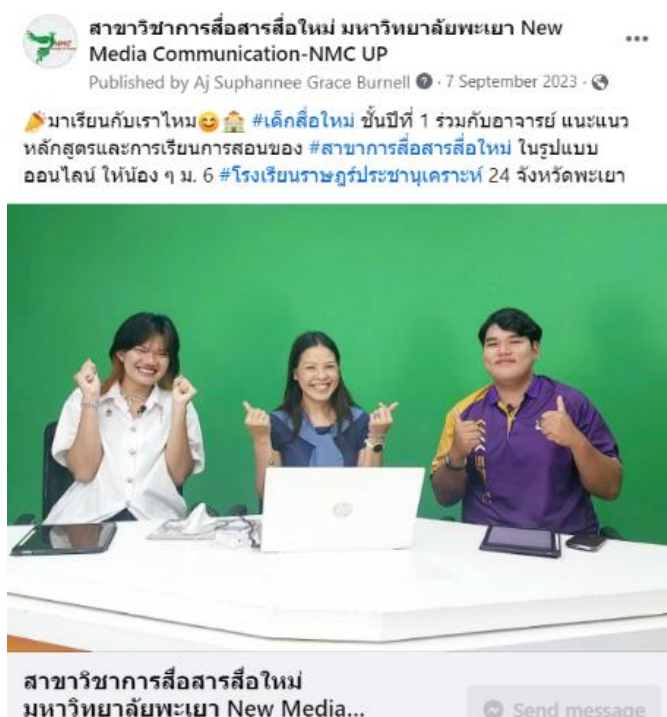 สาขาวิชาการสื่อสารสื่อใหม่ มหาวิทยาลัยพะเยา New
Media Communication-NMC UP
Published by Aj Suphannee Grace Burnell · 7 September 2023 ·
🎉มาเรียนกับเราไหม😊🏫 #เด็กสื่อใหม่ ชั้นปีที่ 1 ร่วมกับอาจารย์ แนะแนว
หลักสูตรและการเรียนการสอนของ #สาขาการสื่อสารสื่อใหม่ ในรูปแบบ
ออนไลน์ ให้น้อง ๆ ม. 6 #โรงเรียนราษฎร์ประชานุเคราะห์ 24 จังหวัดพะเยา
สาขาวิชาการสื่อสารสื่อใหม่
มหาวิทยาลัยพะเยา New Media...
Send message